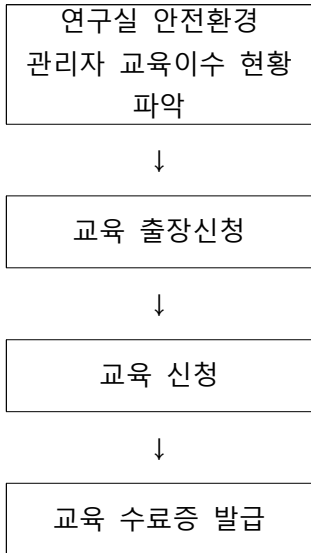 연구실 안전환경
관리자 교육이수 현황
파악
↓
교육 출장신청
↓
교육 신청
↓
교육 수료증 발급